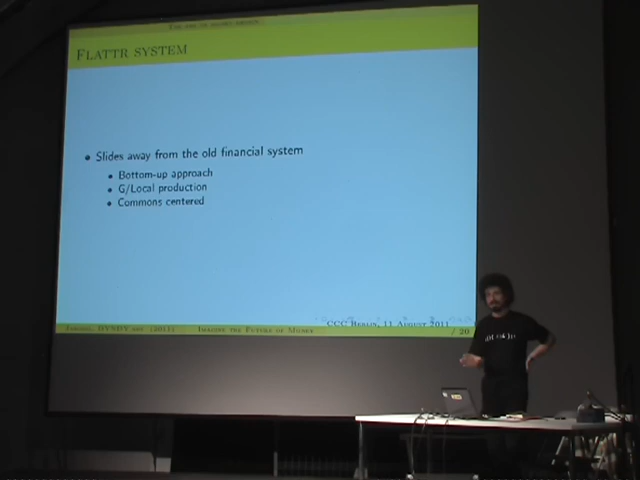 FLATTR SYSTEM
• Slides away from the old financial system
• Bottom-up approach
• G/Local production
• Commons centered
CCC Berlin, 11 August 2011
Imagine the Future of Money
/ 20